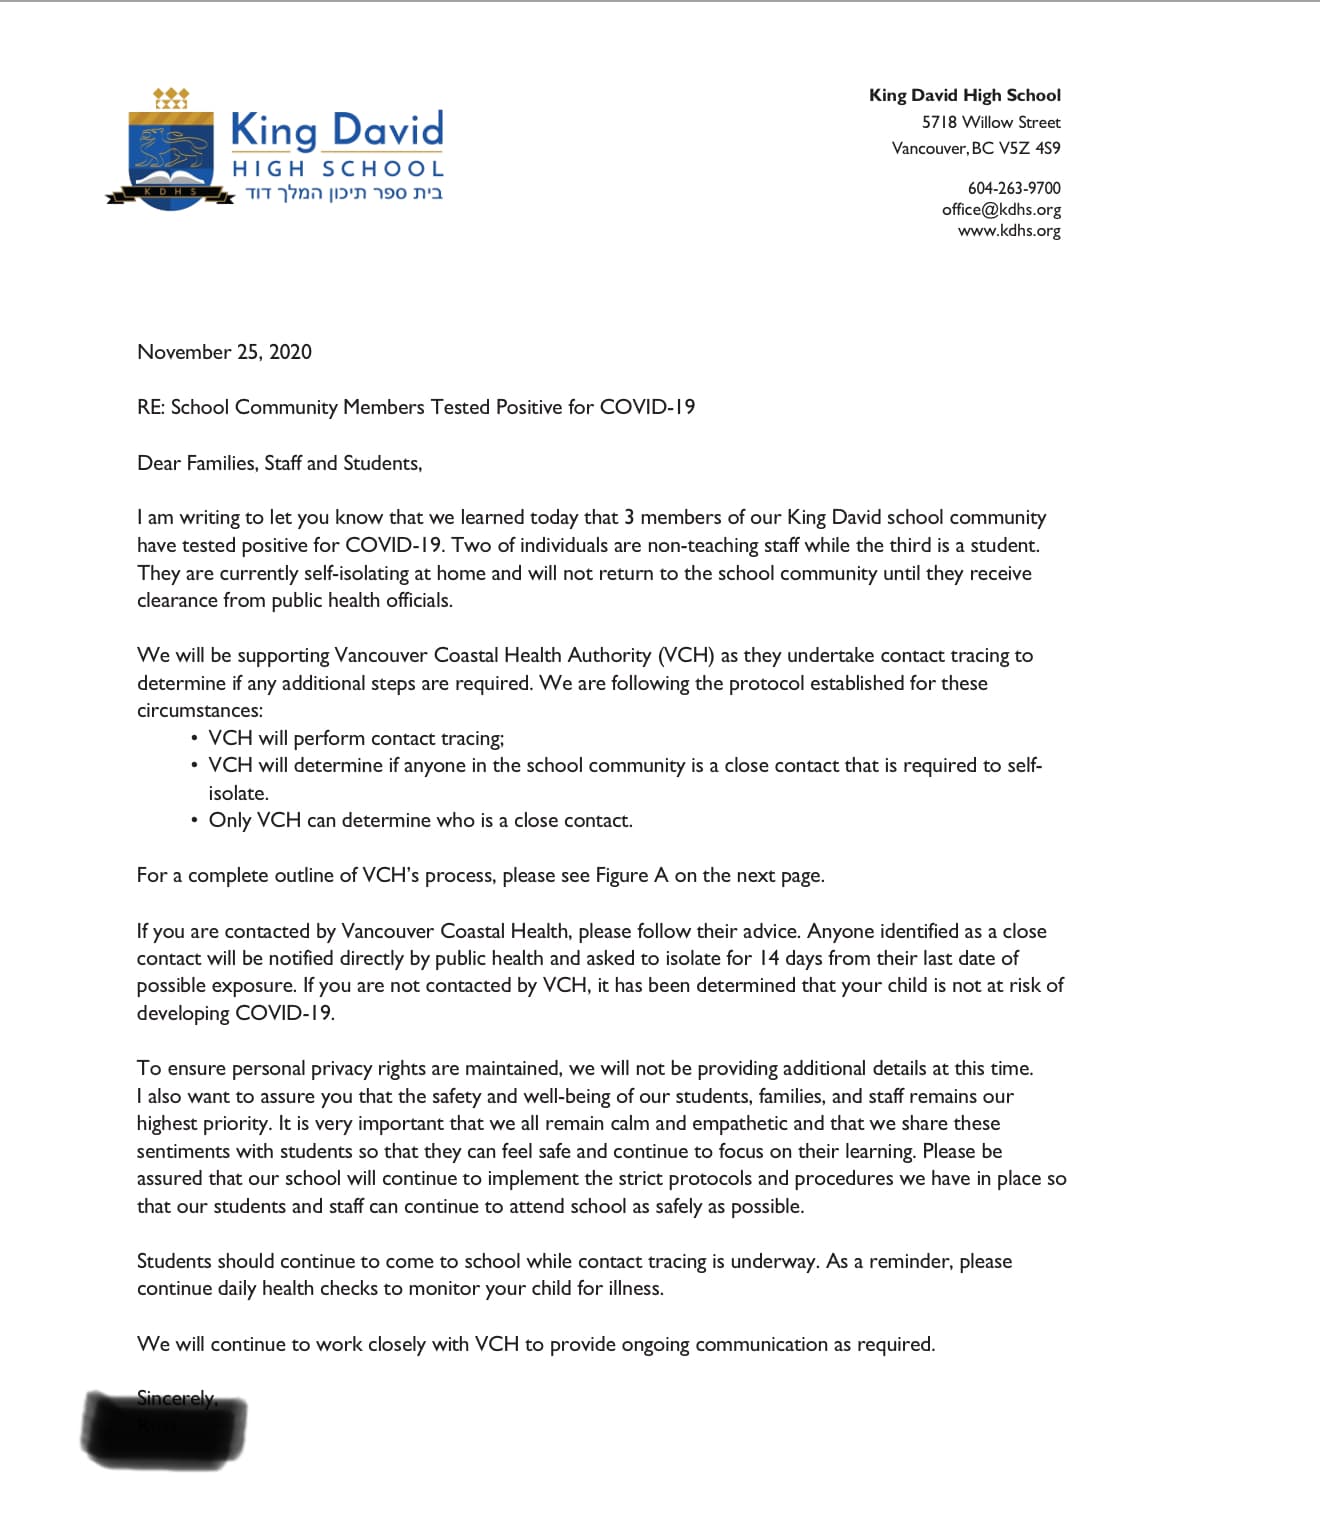 King David
HIGH SCHOOL
בית ספר תיכון המלך דוד
K D H S
King David High School
5718 Willow Street
Vancouver, BC V5Z 4S9
604-263-9700
office@kdhs.org
www.kdhs.org
November 25, 2020
RE: School Community Members Tested Positive for COVID-19
Dear Families, Staff and Students,
I am writing to let you know that we learned today that 3 members of our King David school community
have tested positive for COVID-19. Two of individuals are non-teaching staff while the third is a student.
They are currently self-isolating at home and will not return to the school community until they receive
clearance from public health officials.
We will be supporting Vancouver Coastal Health Authority (VCH) as they undertake contact tracing to
determine if any additional steps are required. We are following the protocol established for these
circumstances:
• VCH will perform contact tracing;
• VCH will determine if anyone in the school community is a close contact that is required to self-
isolate.
• Only VCH can determine who is a close contact.
For a complete outline of VCH’s process, please see Figure A on the next page.
If you are contacted by Vancouver Coastal Health, please follow their advice. Anyone identified as a close
contact will be notified directly by public health and asked to isolate for 14 days from their last date of
possible exposure. If you are not contacted by VCH, it has been determined that your child is not at risk of
developing COVID-19.
To ensure personal privacy rights are maintained, we will not be providing additional details at this time.
I also want to assure you that the safety and well-being of our students, families, and staff remains our
highest priority. It is very important that we all remain calm and empathetic and that we share these
sentiments with students so that they can feel safe and continue to focus on their learning. Please be
assured that our school will continue to implement the strict protocols and procedures we have in place so
that our students and staff can continue to attend school as safely as possible.
Students should continue to come to school while contact tracing is underway. As a reminder, please
continue daily health checks to monitor your child for illness.
We will continue to work closely with VCH to provide ongoing communication as required.
Sincerely,